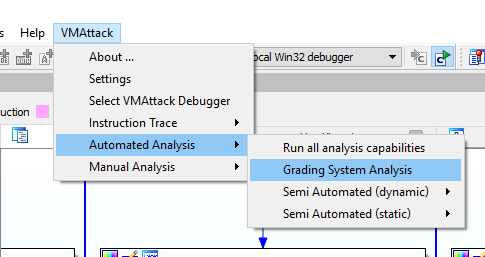 s Help VMAttack
ocal Win32 debugger
About ...
Settings
Select VMAttack Debugger
uction
Instruction Trace
Automated Analysis
Run all analysis capabilities
Manual Analysis
Grading System Analysis
Semi Automated (dynamic)
Semi Automated (static)